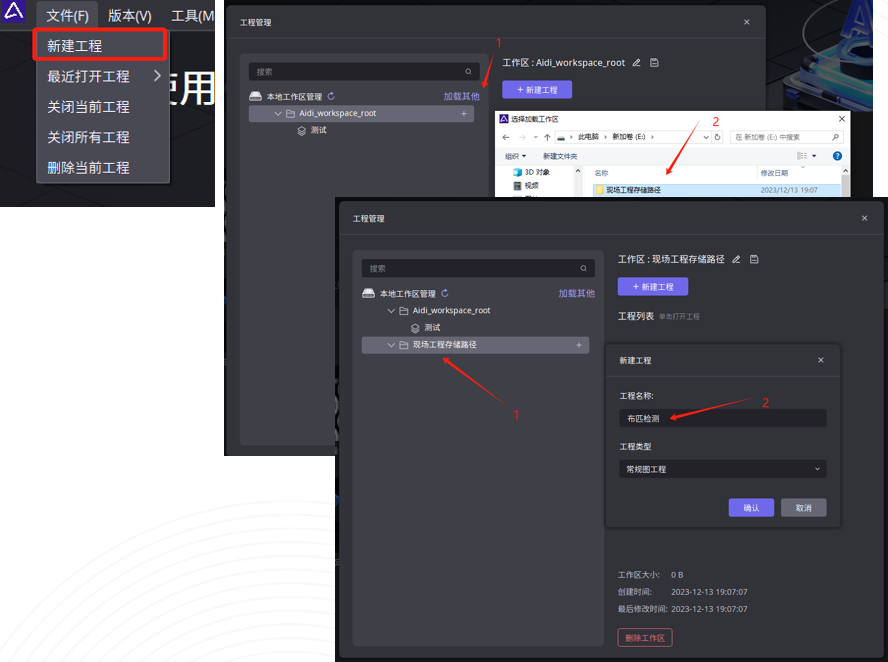 文件(F) 版本(V) 工具(M
新建工程
最近打开工程
关闭当前工程
关闭所有工程
删除当前工程
使用
工程管理
1
搜索
工作区 : Aidi_workspace_root
+ 新建工程
本地工作区管理 加载其他
Aidi_workspace_root
测试
选择加载工作区
2
此电脑 › 新加卷 (E:) ›
在 新加卷 (E:) 中搜索
组织 新建文件夹
3D 对象
视频
名称 修改日期
现场工程存储路径 2023/12/13 19:07
工程管理
搜索
本地工作区管理 加载其他
Aidi_workspace_root
测试
现场工程存储路径
1
工作区 : 现场工程存储路径
+ 新建工程
工程列表 单击打开工程
新建工程
工程名称:
2
布匹检测
工程类型
常规图工程
确认 取消
工作区大小: 0 B
创建时间: 2023-12-13 19:07:07
最后修改时间: 2023-12-13 19:07:07
删除工作区